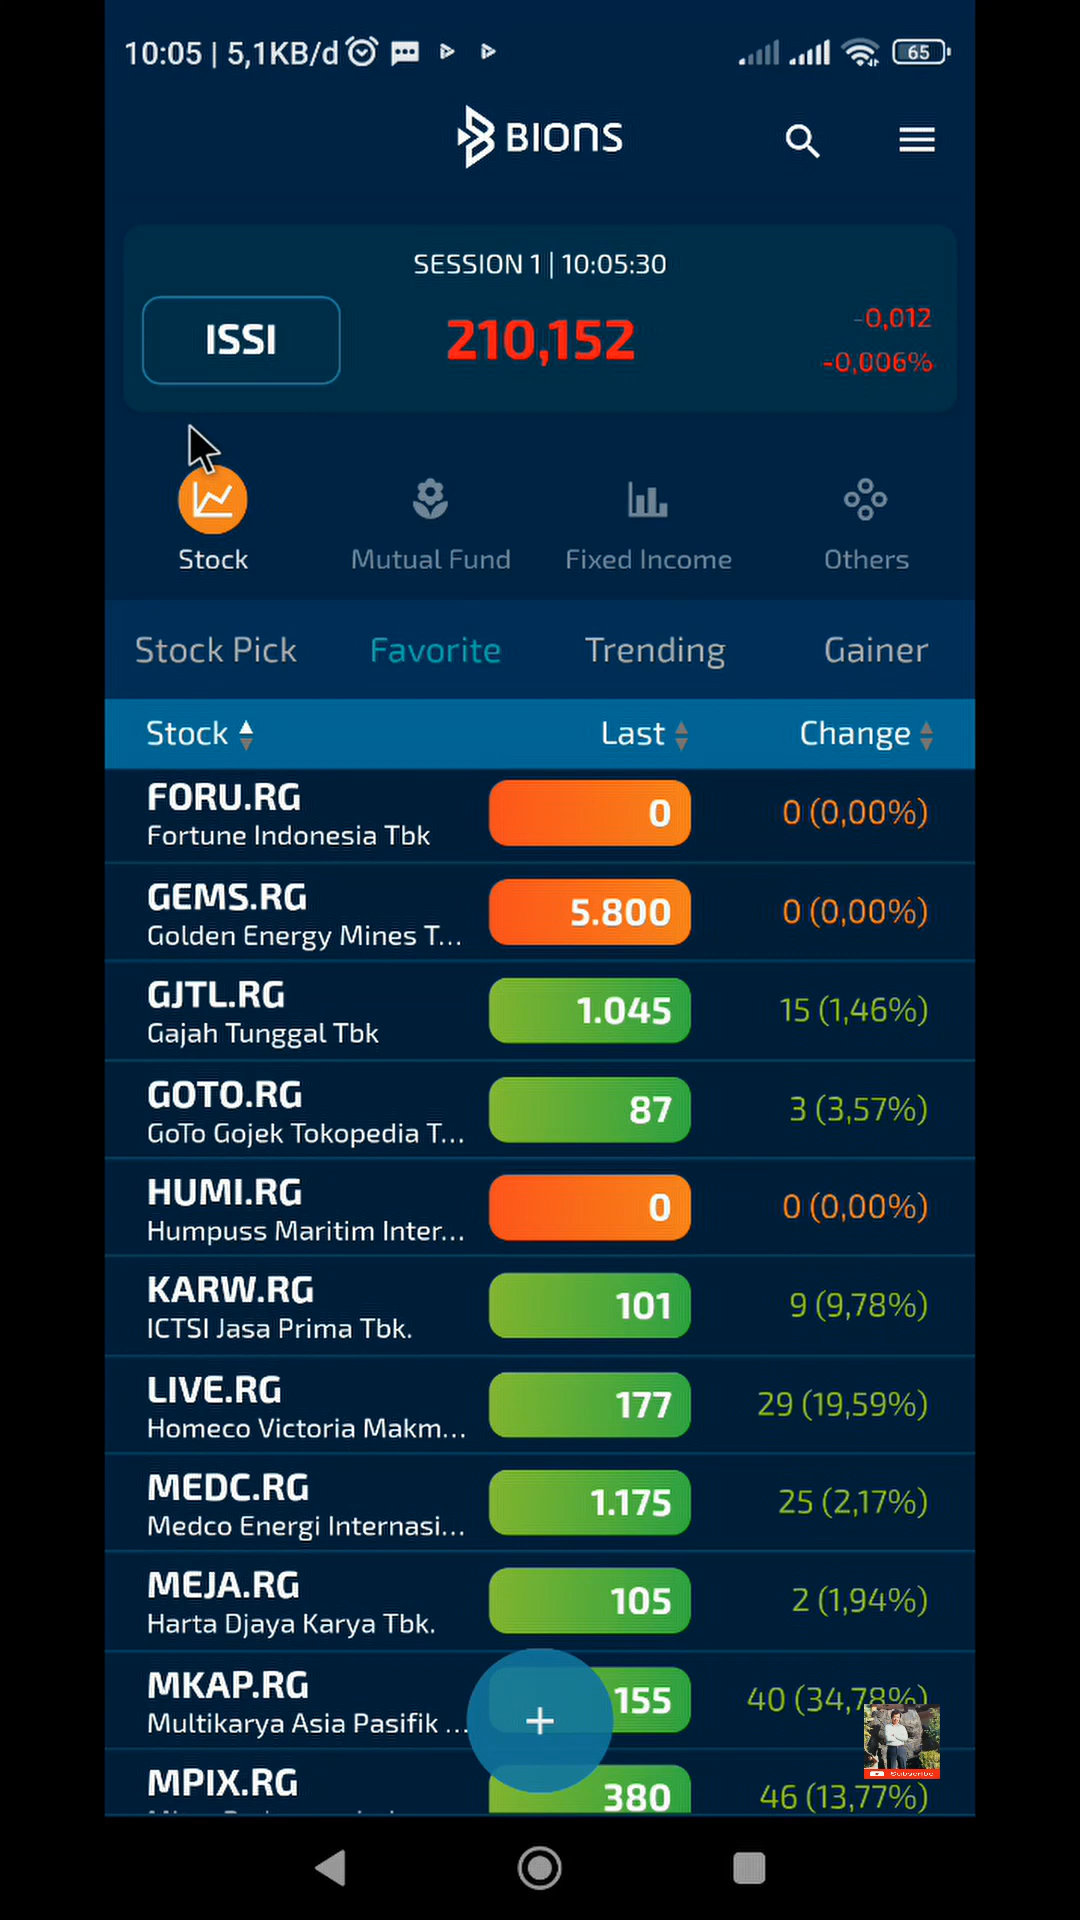 10:05 | 5,1KB/d
65
BIONS
SESSION 1 | 10:05:30
ISSI
210,152
-0,012
-0,006%
Stock
Mutual Fund
Fixed Income
Others
Stock Pick
Favorite
Trending
Gainer
Stock
Last
Change
FORU.RG
Fortune Indonesia Tbk
0
0 (0,00%)
GEMS.RG
Golden Energy Mines T...
5.800
0 (0,00%)
GJTL.RG
Gajah Tunggal Tbk
1.045
15 (1,46%)
GOTO.RG
GoTo Gojek Tokopedia T...
87
3 (3,57%)
HUMI.RG
Humpuss Maritim Inter...
0
0 (0,00%)
KARW.RG
ICTSI Jasa Prima Tbk.
101
9 (9,78%)
LIVE.RG
Homeco Victoria Makm...
177
29 (19,59%)
MEDC.RG
Medco Energi Internasi...
1.175
25 (2,17%)
MEJA.RG
Harta Djaya Karya Tbk.
105
2 (1,94%)
MKAP.RG
Multikarya Asia Pasifik ...
155
40 (34,78%)
Subscribe
MPIX.RG
380
46 (13,77%)